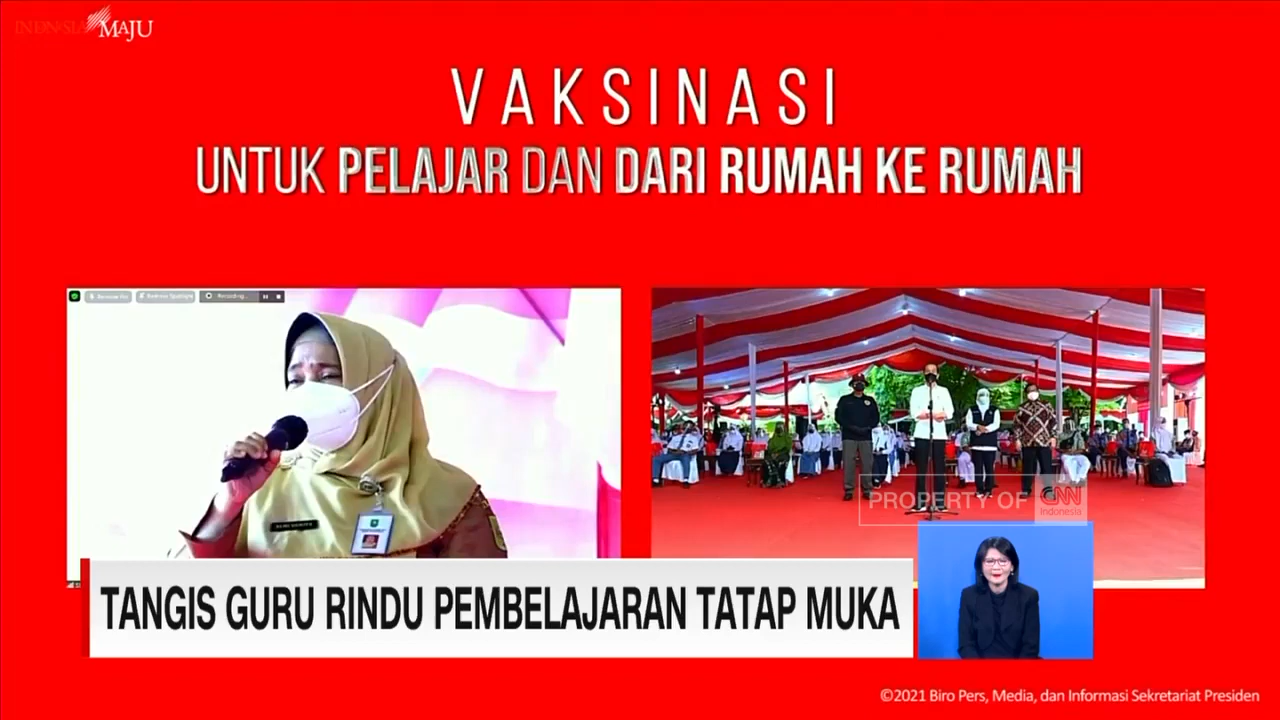 INDONESIA MAJU
VAKSINASI
UNTUK PELAJAR DAN DARI RUMAH KE RUMAH
Recording...
PROPERTY OF CNN Indonesia
TANGIS GURU RINDU PEMBELAJARAN TATAP MUKA
©2021 Biro Pers, Media, dan Informasi Sekretariat Presiden